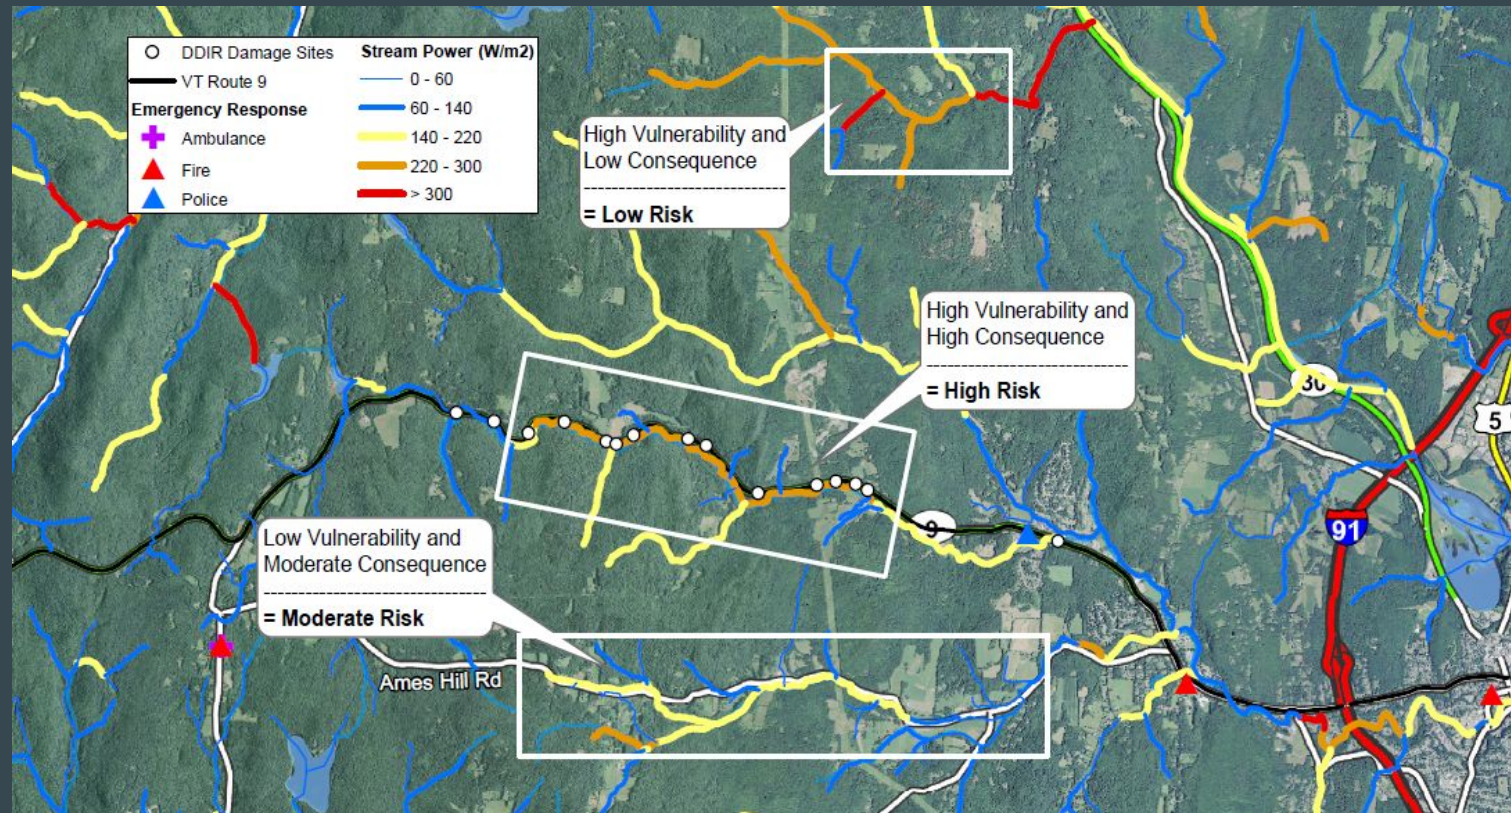 DDIR Damage Sites
VT Route 9
Emergency Response
Ambulance
Fire
Police
Stream Power (W/m2)
0 - 60
60 - 140
140 - 220
220 - 300
> 300
High Vulnerability and
Low Consequence
-----------------------------
= Low Risk
High Vulnerability and
High Consequence
-----------------------------
= High Risk
30
5
91
9
Low Vulnerability and
Moderate Consequence
--------------------------------
= Moderate Risk
Ames Hill Rd